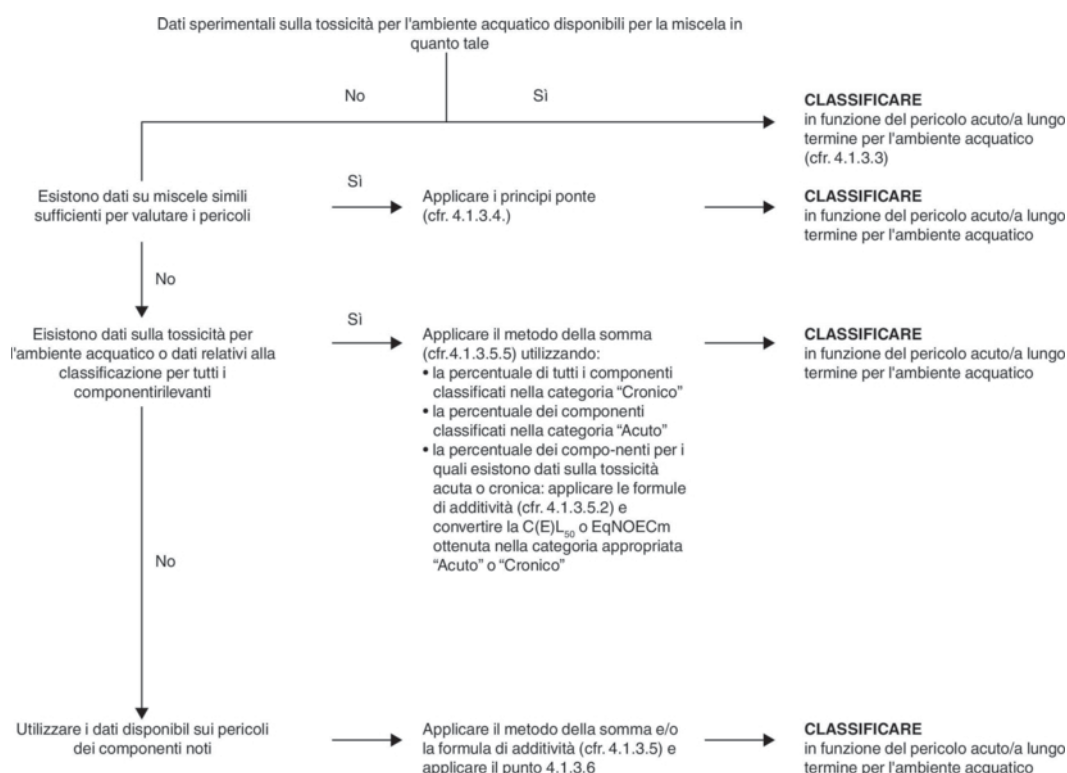 Dati sperimentali sulla tossicità per l'ambiente acquatico disponibili per la miscela in
quanto tale
No
Sì
CLASSIFICARE
in funzione del pericolo acuto/a lungo
termine per l'ambiente acquatico
(cfr. 4.1.3.3)
Esistono dati su miscele simili
sufficienti per valutare i pericoli
Sì
Applicare i principi ponte
(cfr. 4.1.3.4.)
CLASSIFICARE
in funzione del pericolo acuto/a lungo
termine per l'ambiente acquatico
No
Eisistono dati sulla tossicità per
l'ambiente acquatico o dati relativi alla
classificazione per tutti i
componentirilevanti
Sì
Applicare il metodo della somma
(cfr.4.1.3.5.5) utilizzando:
• la percentuale di tutti i componenti
classificati nella categoria “Cronico”
• la percentuale dei componenti
classificati nella categoria “Acuto”
• la percentuale dei compo-nenti per i
quali esistono dati sulla tossicità
acuta o cronica: applicare le formule
di additività (cfr. 4.1.3.5.2) e
convertire la C(E)L50 o EqNOECm
ottenuta nella categoria appropriata
“Acuto” o “Cronico”
CLASSIFICARE
in funzione del pericolo acuto/a lungo
termine per l'ambiente acquatico
No
Utilizzare i dati disponibil sui pericoli
dei componenti noti
Applicare il metodo della somma e/o
la formula di additività (cfr. 4.1.3.5) e
applicare il punto 4.1.3.6
CLASSIFICARE
in funzione del pericolo acuto/a lungo
termine per l'ambiente acquatico